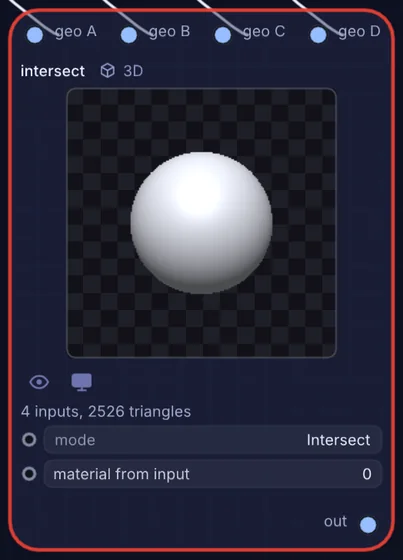 geo A geo B geo C geo D
intersect 3D
4 inputs, 2526 triangles
mode Intersect
material from input 0
out